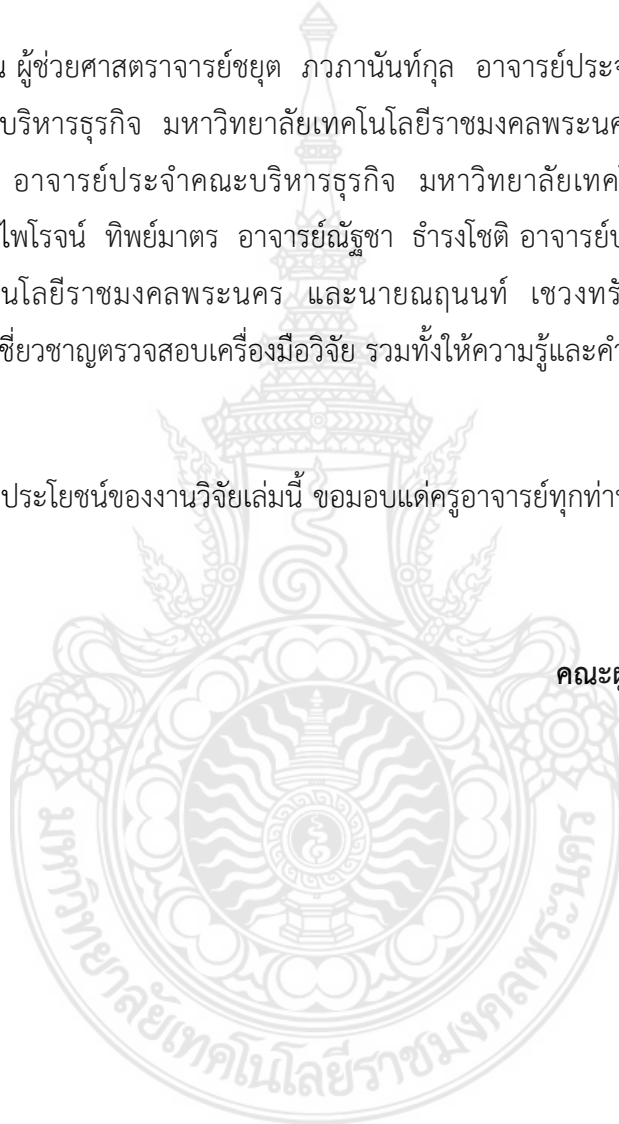 น ผู้ช่วยศาสตราจารย์ชยุต ภวภานันท์กุล อาจารย์ประจ
บริหารธุรกิจ มหาวิทยาลัยเทคโนโลยีราชมงคลพระนค
อาจารย์ประจำคณะบริหารธุรกิจ มหาวิทยาลัยเทค
ไพโรจน์ ทิพย์มาตร อาจารย์ณัฐชา ธำรงโชติ อาจารย์ป
นโลยีราชมงคลพระนคร และนายณฤนนท์ เชวงทรั
ชี่ยวชาญตรวจสอบเครื่องมือวิจัย รวมทั้งให้ความรู้และคำ
ประโยชน์ของงานวิจัยเล่มนี้ ขอมอบแด่ครูอาจารย์ทุกท่า
คณะผู
มหาวิทยาลัยเทคโนโลยีราชมงคลพระนคร